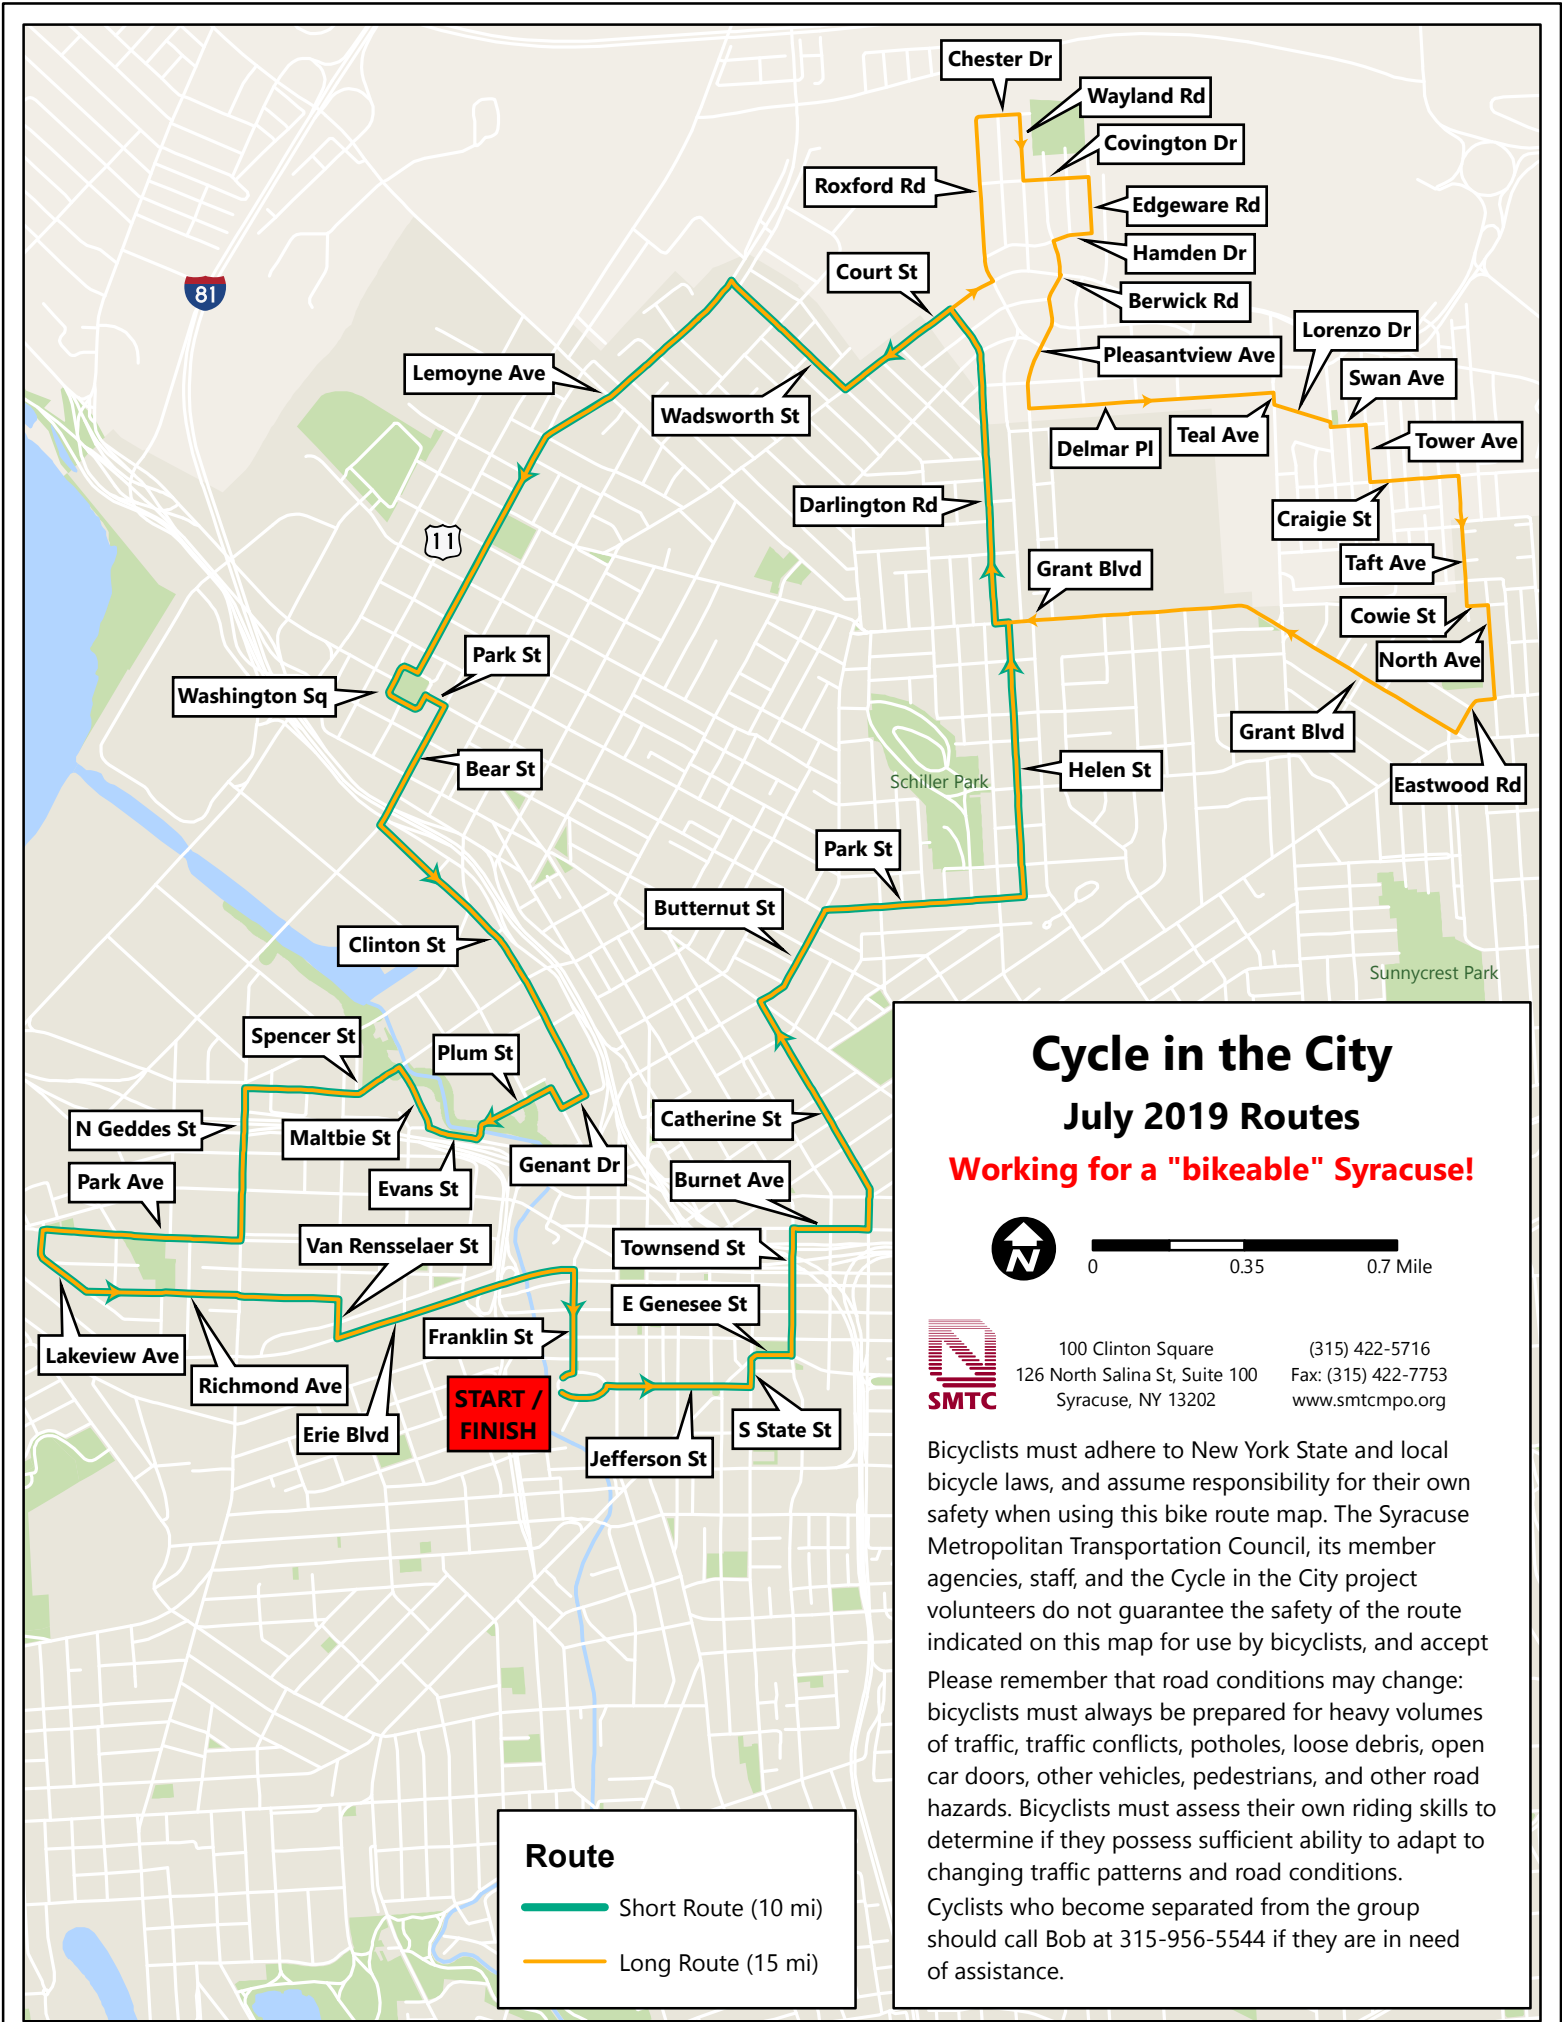 Chester Dr
Wayland Rd
Covington Dr
Roxford Rd
Edgeware Rd
Hamden Dr
Court St
Berwick Rd
81
Lorenzo Dr
Pleasantview Ave
Lemoyne Ave
Swan Ave
Wadsworth St
Teal Ave
Tower Ave
Delmar Pl
Darlington Rd
Craigie St
11
Taft Ave
Grant Blvd
Cowie St
Park St
North Ave
Washington Sq
Grant Blvd
Bear St
Helen St
Schiller Park
Eastwood Rd
Park St
Butternut St
Clinton St
Sunnycrest Park
Spencer St
Plum St
N Geddes St
Maltbie St
Catherine St
Genant Dr
Park Ave
Evans St
Burnet Ave
Van Rensselaer St
Townsend St
E Genesee St
Franklin St
Lakeview Ave
Richmond Ave
START /
FINISH
Erie Blvd
S State St
Jefferson St
Cycle in the City
July 2019 Routes
Working for a "bikeable" Syracuse!
N
0 0.35 0.7 Mile
SMTC
100 Clinton Square
126 North Salina St, Suite 100
Syracuse, NY 13202
(315) 422-5716
Fax: (315) 422-7753
www.smtcmpo.org
Bicyclists must adhere to New York State and local
bicycle laws, and assume responsibility for their own
safety when using this bike route map. The Syracuse
Metropolitan Transportation Council, its member
agencies, staff, and the Cycle in the City project
volunteers do not guarantee the safety of the route
indicated on this map for use by bicyclists, and accept
Please remember that road conditions may change:
bicyclists must always be prepared for heavy volumes
of traffic, traffic conflicts, potholes, loose debris, open
car doors, other vehicles, pedestrians, and other road
hazards. Bicyclists must assess their own riding skills to
determine if they possess sufficient ability to adapt to
changing traffic patterns and road conditions.
Cyclists who become separated from the group
should call Bob at 315-956-5544 if they are in need
of assistance.
Route
Short Route (10 mi)
Long Route (15 mi)